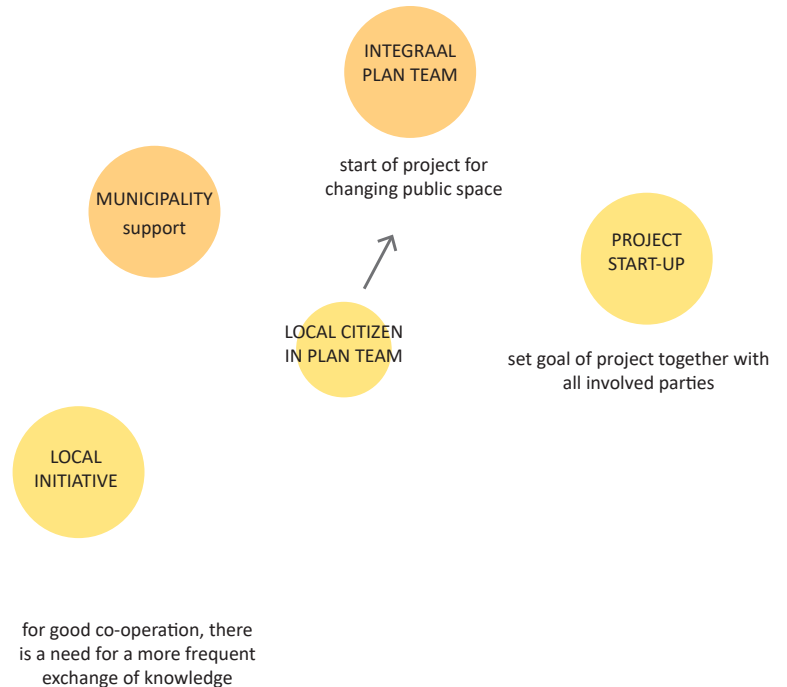 INTEGRAAL
PLAN TEAM
start of project for
changing public space
MUNICIPALITY
support
PROJECT
START-UP
LOCAL CITIZEN
IN PLAN TEAM
set goal of project together with
all involved parties
LOCAL
INITIATIVE
for good co-operation, there
is a need for a more frequent
exchange of knowledge